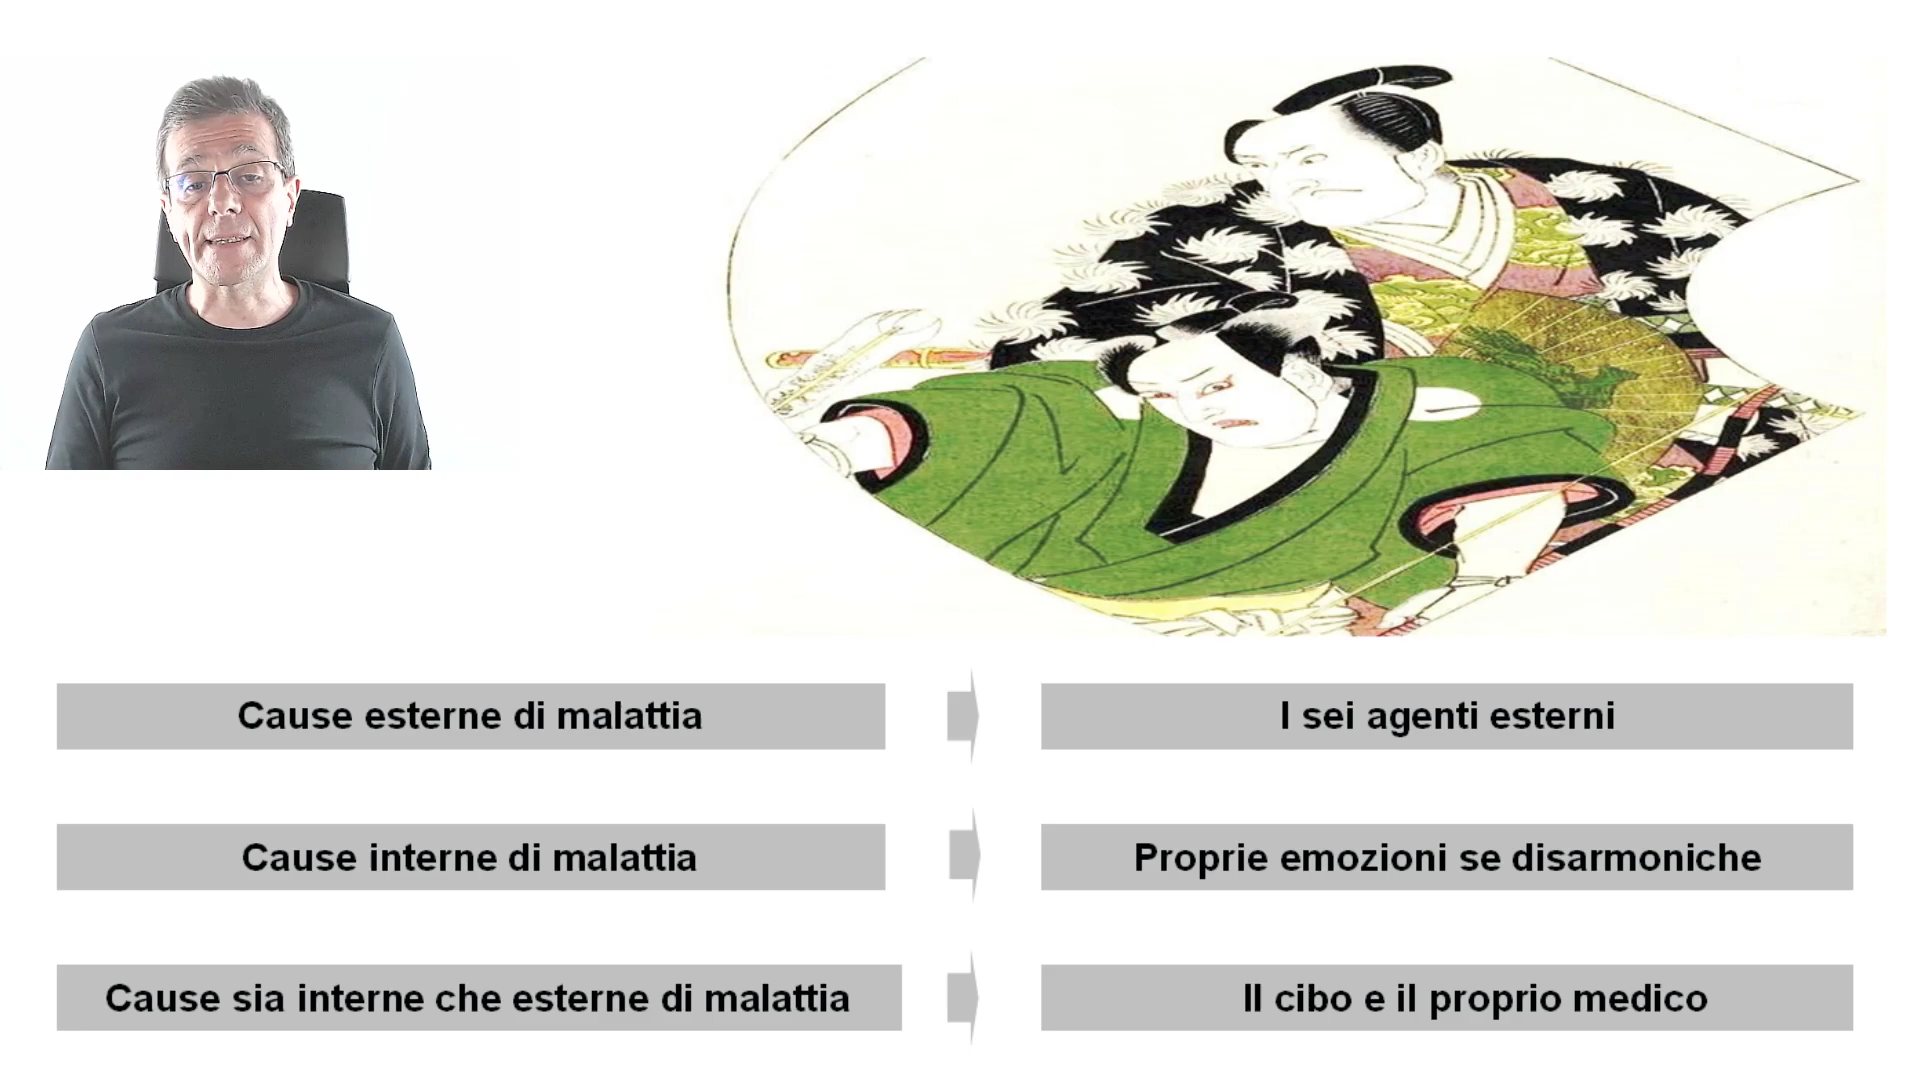 Cause esterne di malattia
I sei agenti esterni
Cause interne di malattia
Proprie emozioni se disarmoniche
Cause sia interne che esterne di malattia
Il cibo e il proprio medico